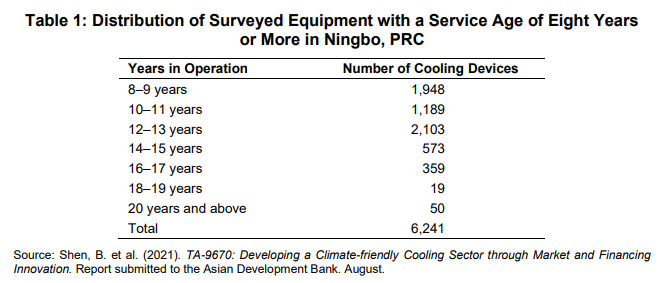 Table 1: Distribution of Surveyed Equipment with a Service Age of Eight Years
or More in Ningbo, PRC
Years in Operation Number of Cooling Devices
8–9 years 1,948
10–11 years 1,189
12–13 years 2,103
14–15 years 573
16–17 years 359
18–19 years 19
20 years and above 50
Total 6,241
Source: Shen, B. et al. (2021). TA-9670: Developing a Climate-friendly Cooling Sector through Market and Financing
Innovation. Report submitted to the Asian Development Bank. August.